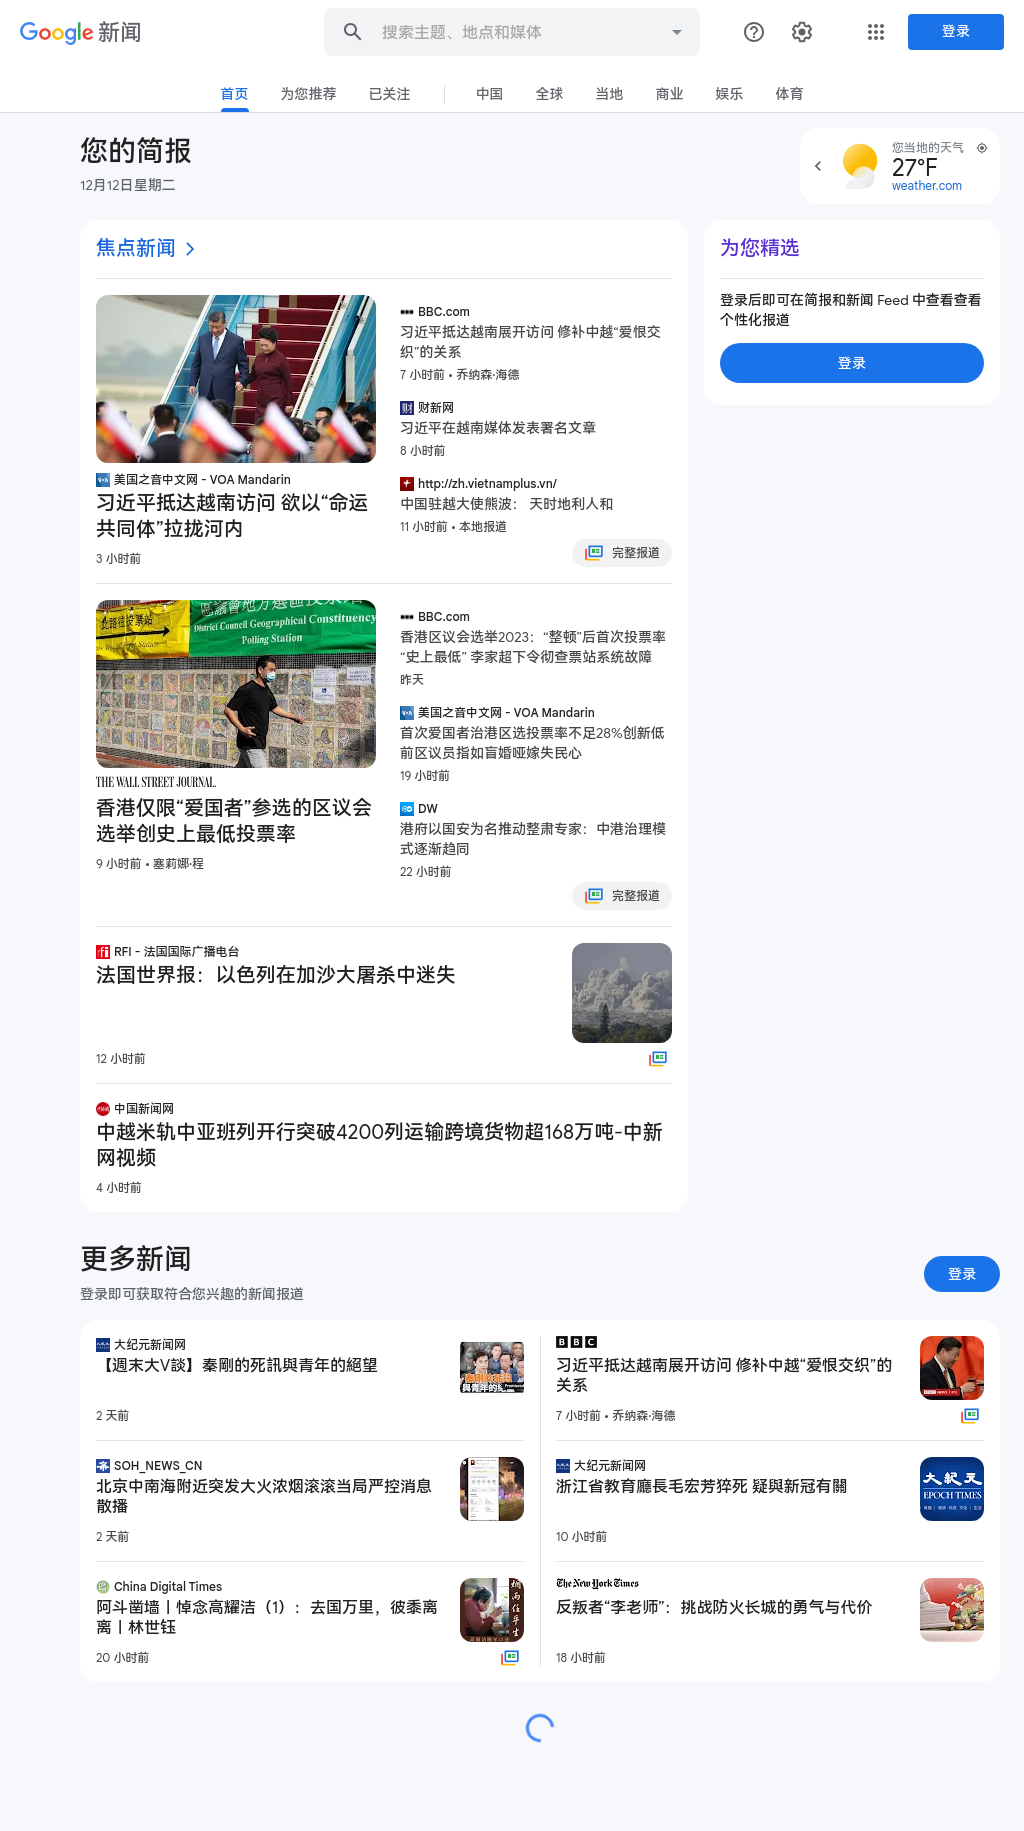 Google 新闻
搜索主题、地点和媒体
登录
首页
为您推荐
已关注
中国
全球
当地
商业
娱乐
体育
您的简报
12月12日星期二
您当地的天气
27°F
weather.com
焦点新闻
美国之音中文网 - VOA Mandarin
习近平抵达越南访问 欲以“命运
共同体”拉拢河内
3 小时前
BBC.com
习近平抵达越南展开访问 修补中越“爱恨交
织”的关系
7 小时前 • 乔纳森·海德
财新网
习近平在越南媒体发表署名文章
8 小时前
http://zh.vietnamplus.vn/
中国驻越大使熊波： 天时地利人和
11 小时前 • 本地报道
完整报道
District Council Geographical Constituency
Polling Station
THE WALL STREET JOURNAL.
香港仅限“爱国者”参选的区议会
选举创史上最低投票率
9 小时前 • 塞莉娜·程
BBC.com
香港区议会选举2023：“整顿”后首次投票率
“史上最低” 李家超下令彻查票站系统故障
昨天
美国之音中文网 - VOA Mandarin
首次爱国者治港区选投票率不足28%创新低
前区议员指如盲婚哑嫁失民心
19 小时前
DW
港府以国安为名推动整肃专家：中港治理模
式逐渐趋同
22 小时前
完整报道
RFI - 法国国际广播电台
法国世界报：以色列在加沙大屠杀中迷失
12 小时前
中国新闻网
中越米轨中亚班列开行突破4200列运输跨境货物超168万吨-中新
网视频
4 小时前
为您精选
登录后即可在简报和新闻 Feed 中查看查看
个性化报道
登录
更多新闻
登录即可获取符合您兴趣的新闻报道
登录
大纪元新闻网
【週末大V談】秦剛的死訊與青年的絕望
2 天前
BBC
习近平抵达越南展开访问 修补中越“爱恨交织”的
关系
7 小时前 • 乔纳森·海德
SOH_NEWS_CN
北京中南海附近突发大火浓烟滚滚当局严控消息
散播
2 天前
大纪元新闻网
浙江省教育廳長毛宏芳猝死 疑與新冠有關
10 小时前
大紀元
EPOCH TIMES
China Digital Times
阿斗凿墙丨悼念高耀洁（1）：去国万里，彼黍离
离丨林世钰
20 小时前
The New York Times
反叛者“李老师”：挑战防火长城的勇气与代价
18 小时前